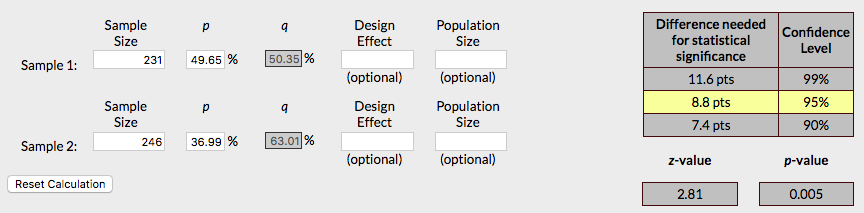 Sample Size p q Design Effect Population Size
Sample 1: 231 49.65 % 50.35 % (optional) (optional)
Sample Size p q Design Effect Population Size
Sample 2: 246 36.99 % 63.01 % (optional) (optional)
Reset Calculation
Difference needed for statistical significance Confidence Level
11.6 pts 99%
8.8 pts 95%
7.4 pts 90%
z-value p-value
2.81 0.005